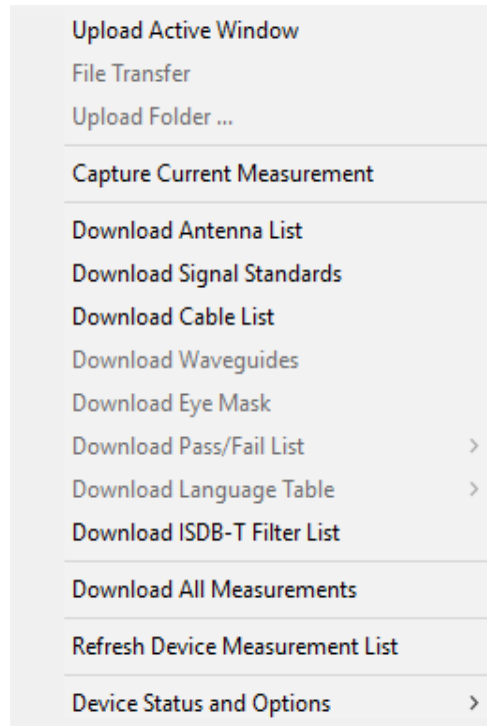 Upload Active Window
File Transfer
Upload Folder ...
Capture Current Measurement
Download Antenna List
Download Signal Standards
Download Cable List
Download Waveguides
Download Eye Mask
Download Pass/Fail List
Download Language Table
Download ISDB-T Filter List
Download All Measurements
Refresh Device Measurement List
Device Status and Options